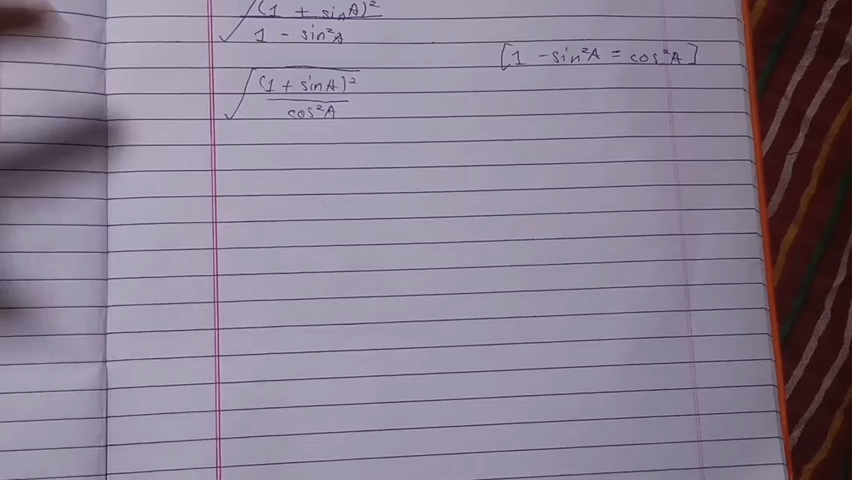 √(1 + sinA)²
1 - sin²A
[1 - sin²A = cos²A]
√(1 + sinA)²
cos²A